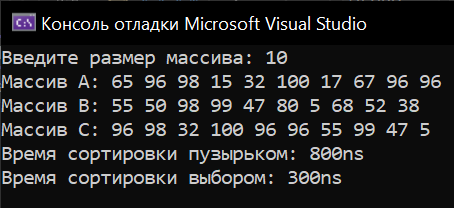 Консоль отладки Microsoft Visual Studio
Введите размер массива: 10
Массив A: 65 96 98 15 32 100 17 67 96 96
Массив B: 55 50 98 99 47 80 5 68 52 38
Массив C: 96 98 32 100 96 96 55 99 47 5
Время сортировки пузырьком: 800ns
Время сортировки выбором: 300ns